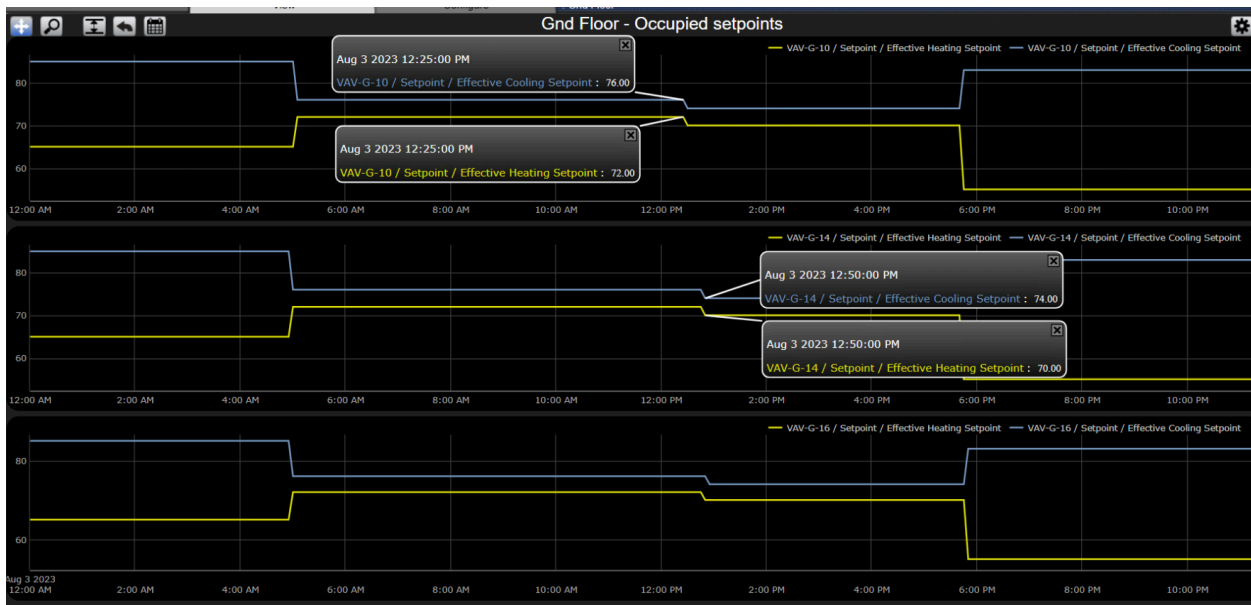 View
Configure
Gnd Floor
Gnd Floor - Occupied setpoints
VAV-G-10 / Setpoint / Effective Heating Setpoint VAV-G-10 / Setpoint / Effective Cooling Setpoint
Aug 3 2023 12:25:00 PM
VAV-G-10 / Setpoint / Effective Cooling Setpoint : 76.00
Aug 3 2023 12:25:00 PM
VAV-G-10 / Setpoint / Effective Heating Setpoint : 72.00
80
70
60
12:00 AM 2:00 AM 4:00 AM 6:00 AM 8:00 AM 10:00 AM 12:00 PM 2:00 PM 4:00 PM 6:00 PM 8:00 PM 10:00 PM
VAV-G-14 / Setpoint / Effective Heating Setpoint VAV-G-14 / Setpoint / Effective Cooling Setpoint
Aug 3 2023 12:50:00 PM
VAV-G-14 / Setpoint / Effective Cooling Setpoint : 74.00
Aug 3 2023 12:50:00 PM
VAV-G-14 / Setpoint / Effective Heating Setpoint : 70.00
80
70
60
12:00 AM 2:00 AM 4:00 AM 6:00 AM 8:00 AM 10:00 AM 12:00 PM 2:00 PM 4:00 PM 6:00 PM 8:00 PM 10:00 PM
VAV-G-16 / Setpoint / Effective Heating Setpoint VAV-G-16 / Setpoint / Effective Cooling Setpoint
80
60
Aug 3 2023
12:00 AM 2:00 AM 4:00 AM 6:00 AM 8:00 AM 10:00 AM 12:00 PM 2:00 PM 4:00 PM 6:00 PM 8:00 PM 10:00 PM